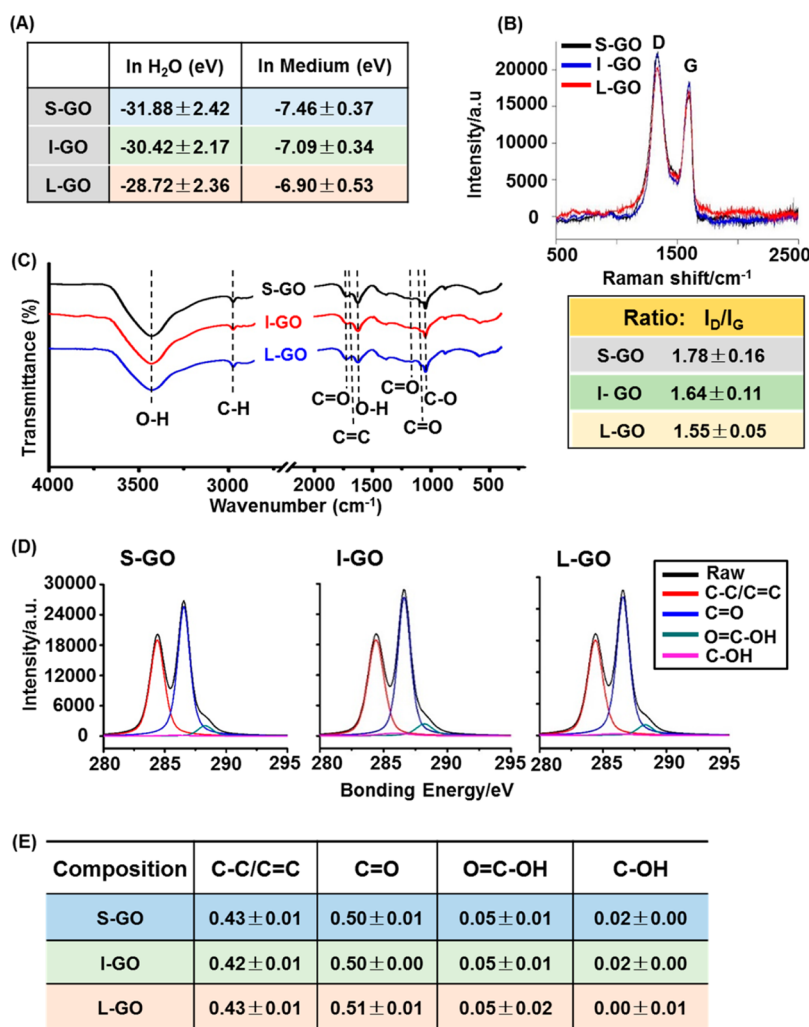 (A)
In H₂O (eV) In Medium (eV)
S-GO -31.88±2.42 -7.46±0.37
I-GO -30.42±2.17 -7.09±0.34
L-GO -28.72±2.36 -6.90±0.53
(B)
S-GO
I -GO
L-GO
D
G
Intensity/a.u
20000
15000
10000
5000
0
500 1500 2500
Raman shift/cm⁻¹
Ratio: I_D/I_G
S-GO 1.78±0.16
I- GO 1.64±0.11
L-GO 1.55±0.05
(C)
Transmittance (%)
S-GO
I-GO
L-GO
O-H
C-H
C=O
C=C
O-H
C=O
C=O
C-O
4000 3500 3000 2000 1500 1000 500
Wavenumber (cm⁻¹)
(D)
S-GO I-GO L-GO
Raw
C-C/C=C
C=O
O=C-OH
C-OH
Intensity/a.u.
30000
24000
18000
12000
6000
0
280 285 290 295 280 285 290 295 280 285 290 295
Bonding Energy/eV
(E)
Composition C-C/C=C C=O O=C-OH C-OH
S-GO 0.43±0.01 0.50±0.01 0.05±0.01 0.02±0.00
I-GO 0.42±0.01 0.50±0.00 0.05±0.01 0.02±0.00
L-GO 0.43±0.01 0.51±0.01 0.05±0.02 0.00±0.01